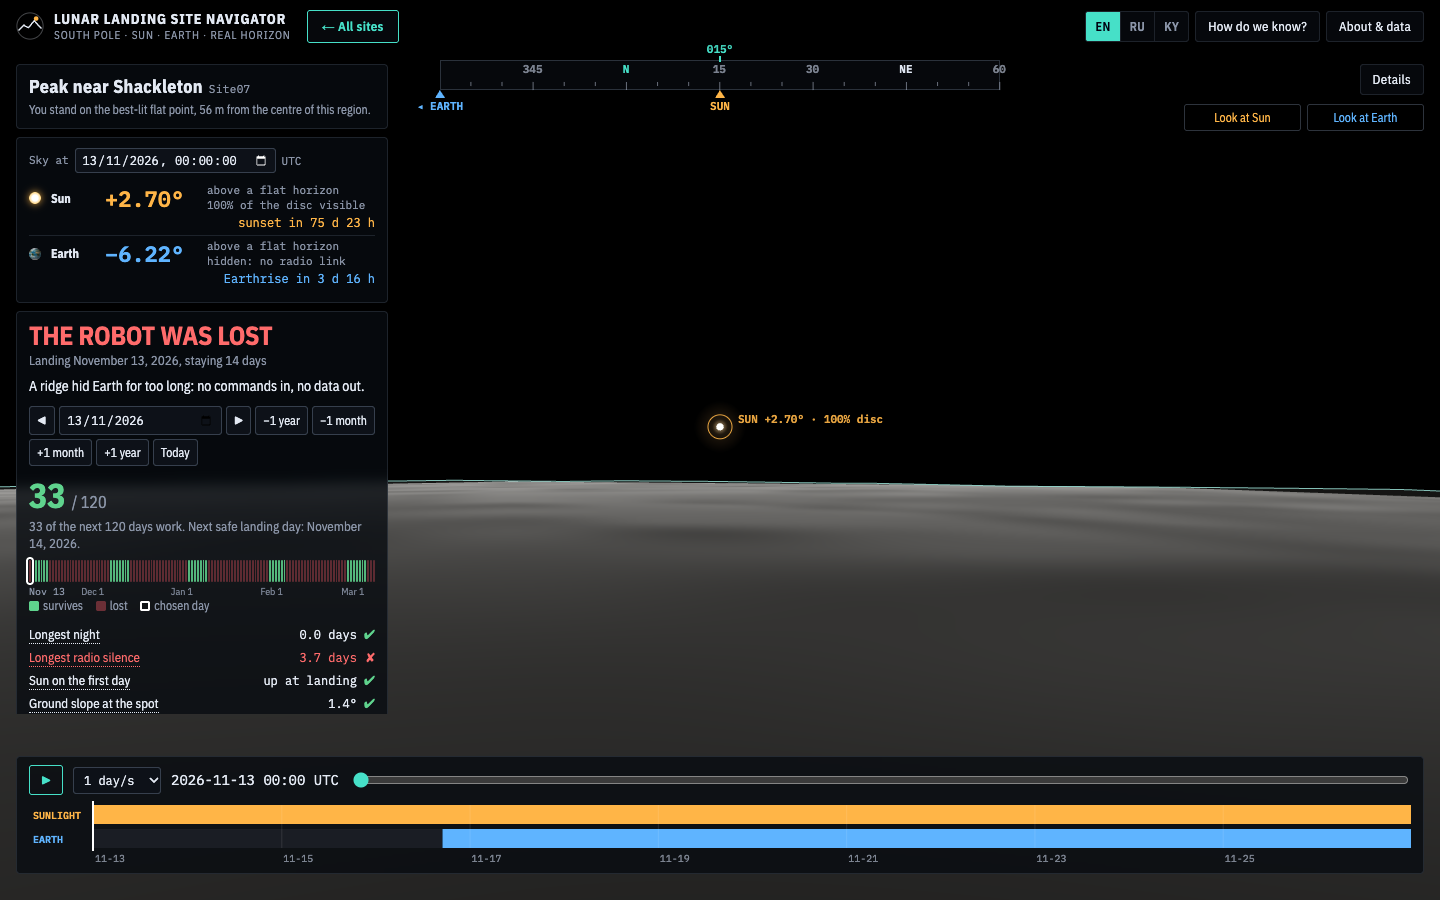 LUNAR LANDING SITE NAVIGATOR
SOUTH POLE · SUN · EARTH · REAL HORIZON
← All sites
EN RU KY
How do we know?
About & data
015°
345 N 15 30 NE 60
◂ EARTH
SUN
Details
Look at Sun
Look at Earth
Peak near Shackleton Site07
You stand on the best-lit flat point, 56 m from the centre of this region.
Sky at 13/11/2026, 00:00:00 UTC
Sun +2.70° above a flat horizon
100% of the disc visible
sunset in 75 d 23 h
Earth −6.22° above a flat horizon
hidden: no radio link
Earthrise in 3 d 16 h
THE ROBOT WAS LOST
Landing November 13, 2026, staying 14 days
A ridge hid Earth for too long: no commands in, no data out.
◀ 13/11/2026 ▶ −1 year −1 month
+1 month +1 year Today
33 / 120
33 of the next 120 days work. Next safe landing day: November
14, 2026.
Nov 13 Dec 1 Jan 1 Feb 1 Mar 1
survives lost chosen day
Longest night 0.0 days ✔
Longest radio silence 3.7 days ✘
Sun on the first day up at landing ✔
Ground slope at the spot 1.4° ✔
SUN +2.70° · 100% disc
▶ 1 day/s 2026-11-13 00:00 UTC
SUNLIGHT
EARTH
11-13 11-15 11-17 11-19 11-21 11-23 11-25